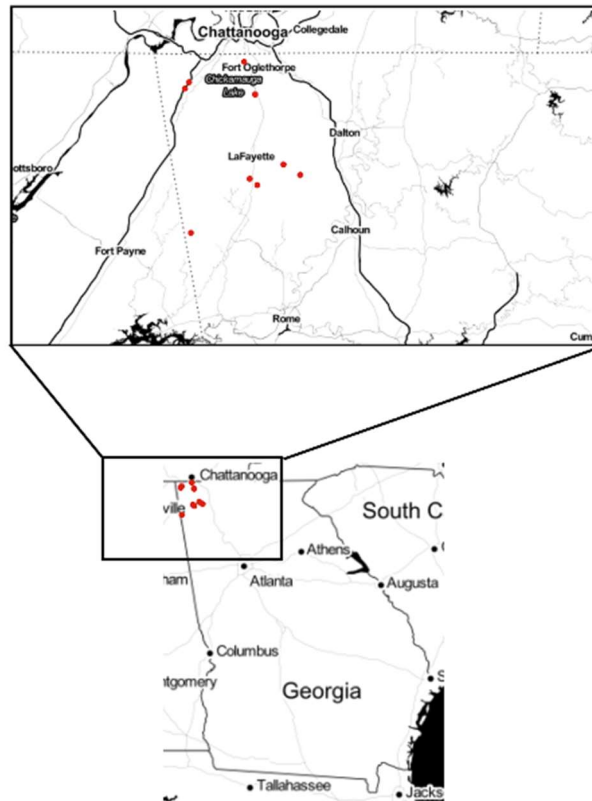 Chattanooga
Collegedale
Fort Oglethorpe
Chickamauga
Lake
Dalton
LaFayette
ottsboro
Calhoun
Fort Payne
Rome
Cum
Chattanooga
South C
ville
Athens
ham
Atlanta
Augusta
Columbus
S
ntgomery
Georgia
Tallahassee
Jacks